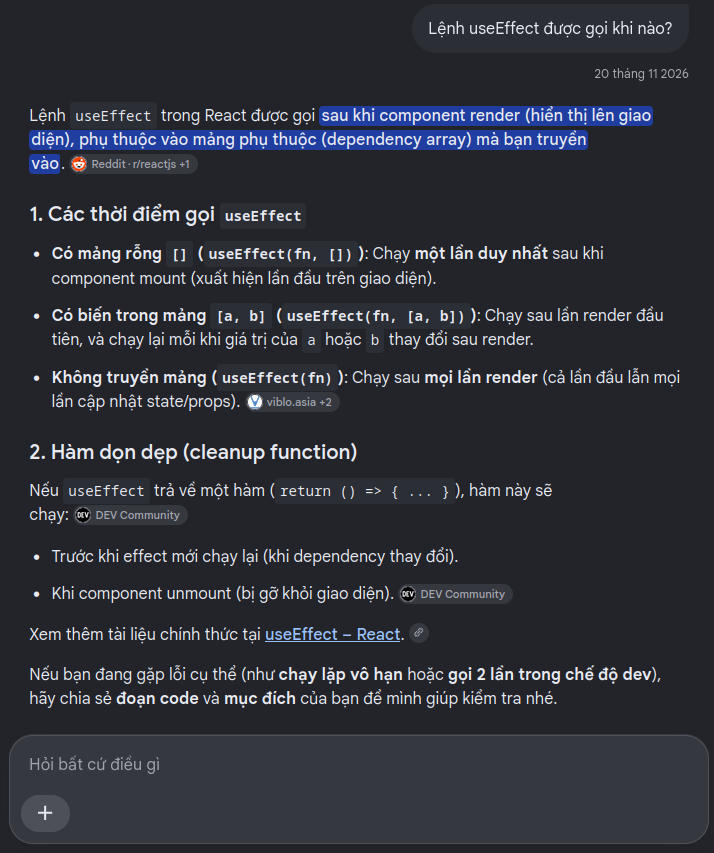 Lệnh useEffect được gọi khi nào?
20 tháng 11 2026
Lệnh useEffect trong React được gọi sau khi component render (hiển thị lên giao
diện), phụ thuộc vào mảng phụ thuộc (dependency array) mà bạn truyền
vào. Reddit · r/reactjs +1
1. Các thời điểm gọi useEffect
• Có mảng rỗng [] (useEffect(fn, [])): Chạy một lần duy nhất sau khi
component mount (xuất hiện lần đầu trên giao diện).
• Có biến trong mảng [a, b] (useEffect(fn, [a, b])): Chạy sau lần render đầu
tiên, và chạy lại mỗi khi giá trị của a hoặc b thay đổi sau render.
• Không truyền mảng (useEffect(fn)): Chạy sau mọi lần render (cả lần đầu lẫn mọi
lần cập nhật state/props). viblo.asia +2
2. Hàm dọn dẹp (cleanup function)
Nếu useEffect trả về một hàm (return () => { ... }), hàm này sẽ
chạy: DEV DEV Community
• Trước khi effect mới chạy lại (khi dependency thay đổi).
• Khi component unmount (bị gỡ khỏi giao diện). DEV DEV Community
Xem thêm tài liệu chính thức tại useEffect – React.
Nếu bạn đang gặp lỗi cụ thể (như chạy lặp vô hạn hoặc gọi 2 lần trong chế độ dev),
hãy chia sẻ đoạn code và mục đích của bạn để mình giúp kiểm tra nhé.
Hỏi bất cứ điều gì